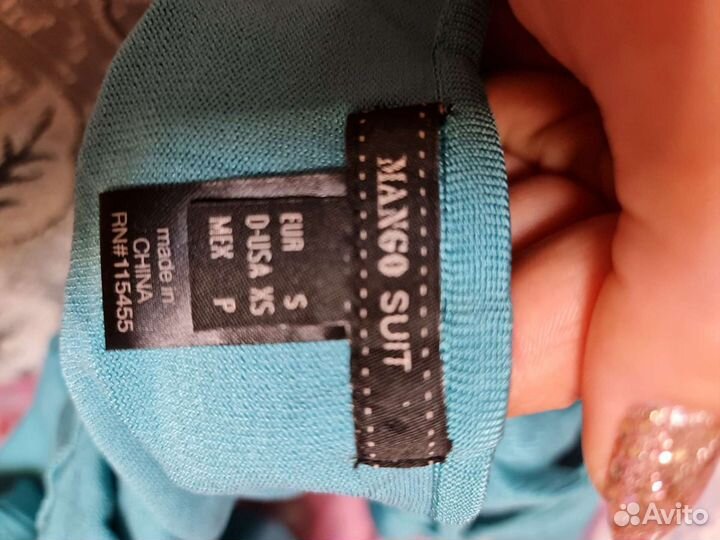 MANGO SUIT
EUR S
D-USA XS
MEX P
made in
CHINA
RN#115455
Avito